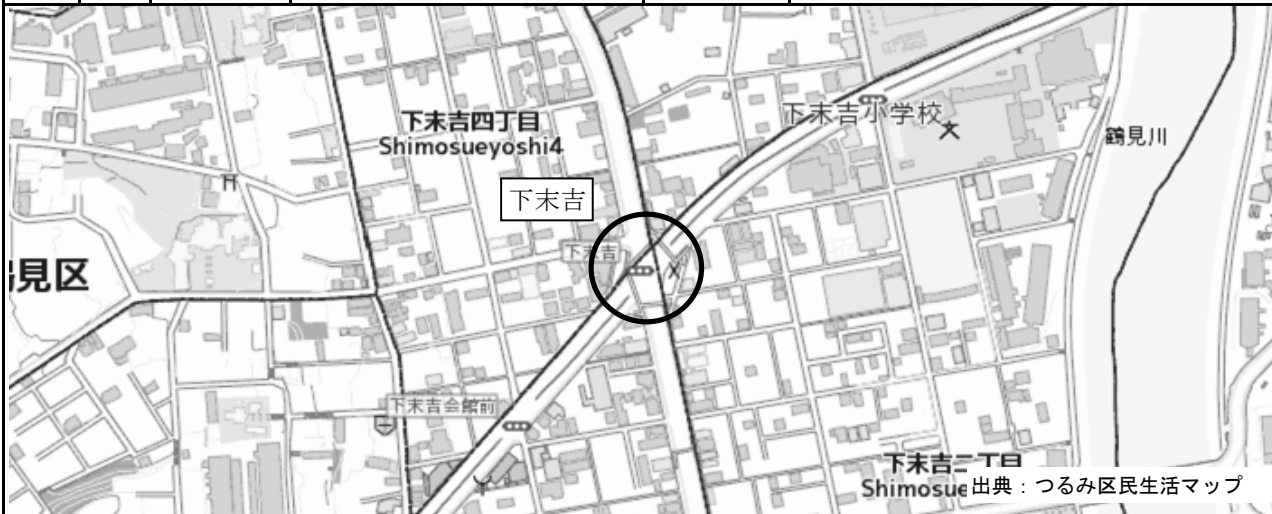 下末吉小学校
下末吉四丁目
Shimosueyoshi4
鶴見川
下末吉
下末吉
見区
下末吉会館前
下末吉二丁目
Shimosue
出典：つるみ区民生活マップ